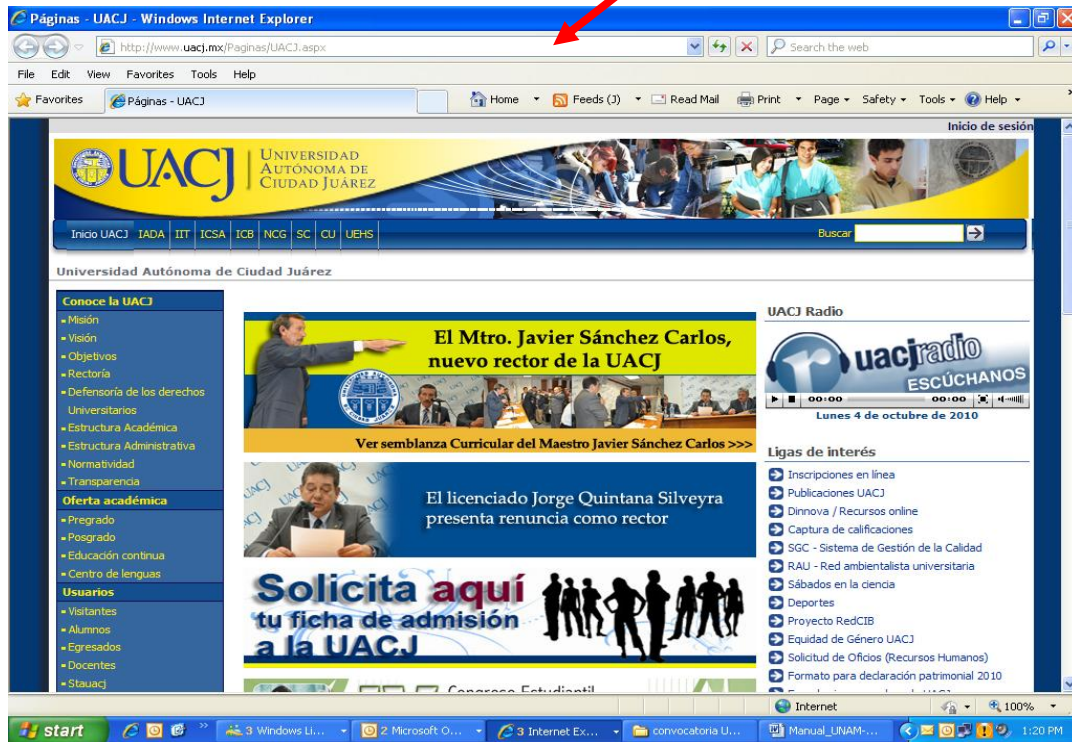 Páginas - UACJ - Windows Internet Explorer
http://www.uacj.mx/Paginas/UACJ.aspx
Search the web
File Edit View Favorites Tools Help
Favorites Páginas - UACJ Home Feeds (J) Read Mail Print Page Safety Tools Help
Inicio de sesión
UACJ
UNIVERSIDAD
AUTÓNOMA DE
CIUDAD JUÁREZ
Inicio UACJ IADA IIT ICSA ICB NCG SC CU UEHS Buscar
Universidad Autónoma de Ciudad Juárez
Conoce la UACJ
Misión
Visión
Objetivos
Rectoría
Defensoría de los derechos
Universitarios
Estructura Académica
Estructura Administrativa
Normatividad
Transparencia
Oferta académica
Pregrado
Posgrado
Educación continua
Centro de lenguas
Usuarios
Visitantes
Alumnos
Egresados
Docentes
Stauacj
El Mtro. Javier Sánchez Carlos,
nuevo rector de la UACJ
Ver semblanza Curricular del Maestro Javier Sánchez Carlos >>>
El licenciado Jorge Quintana Silveyra
presenta renuncia como rector
Solicita aquí
tu ficha de admisión
a la UACJ
Congreso Estudiantil
UACJ Radio
uacjradio
ESCÚCHANOS
00:00 00:00
Lunes 4 de octubre de 2010
Ligas de interés
Inscripciones en línea
Publicaciones UACJ
Dinnova / Recursos online
Captura de calificaciones
SGC - Sistema de Gestión de la Calidad
RAU - Red ambientalista universitaria
Sábados en la ciencia
Deportes
Proyecto RedCIB
Equidad de Género UACJ
Solicitud de Oficios (Recursos Humanos)
Formato para declaración patrimonial 2010
Internet 100%
start 3 Windows Li... 2 Microsoft O... 3 Internet Ex... convocatoria U... Manual_UNAM-... 1:20 PM